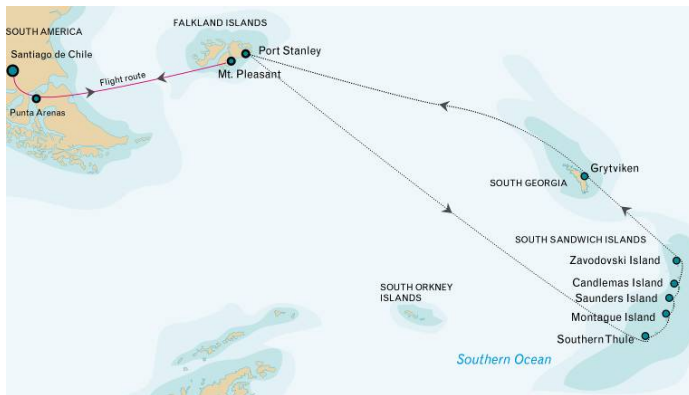 SOUTH AMERICA
Santiago de Chile
Punta Arenas
Flight route
FALKLAND ISLANDS
Port Stanley
Mt. Pleasant
Grytviken
SOUTH GEORGIA
SOUTH SANDWICH ISLANDS
Zavodovski Island
Candlemas Island
Saunders Island
Montague Island
Southern Thule
SOUTH ORKNEY
ISLANDS
Southern Ocean